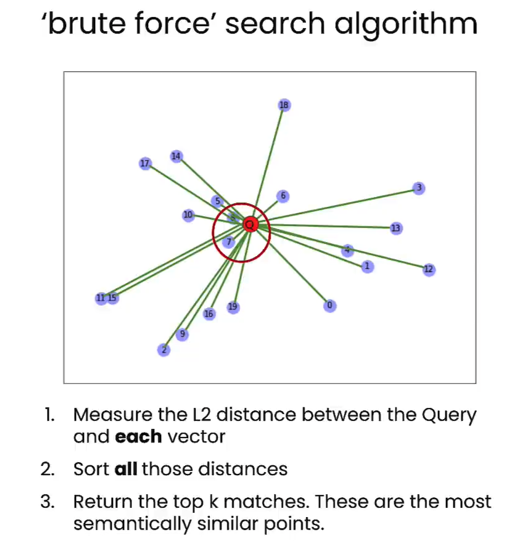 ‘brute force’ search algorithm
18
14
17
3
6
5
10
8
Q
13
7
4
1
12
11 15
0
19
16
9
2
1. Measure the L2 distance between the Query
and each vector
2. Sort all those distances
3. Return the top k matches. These are the most
semantically similar points.